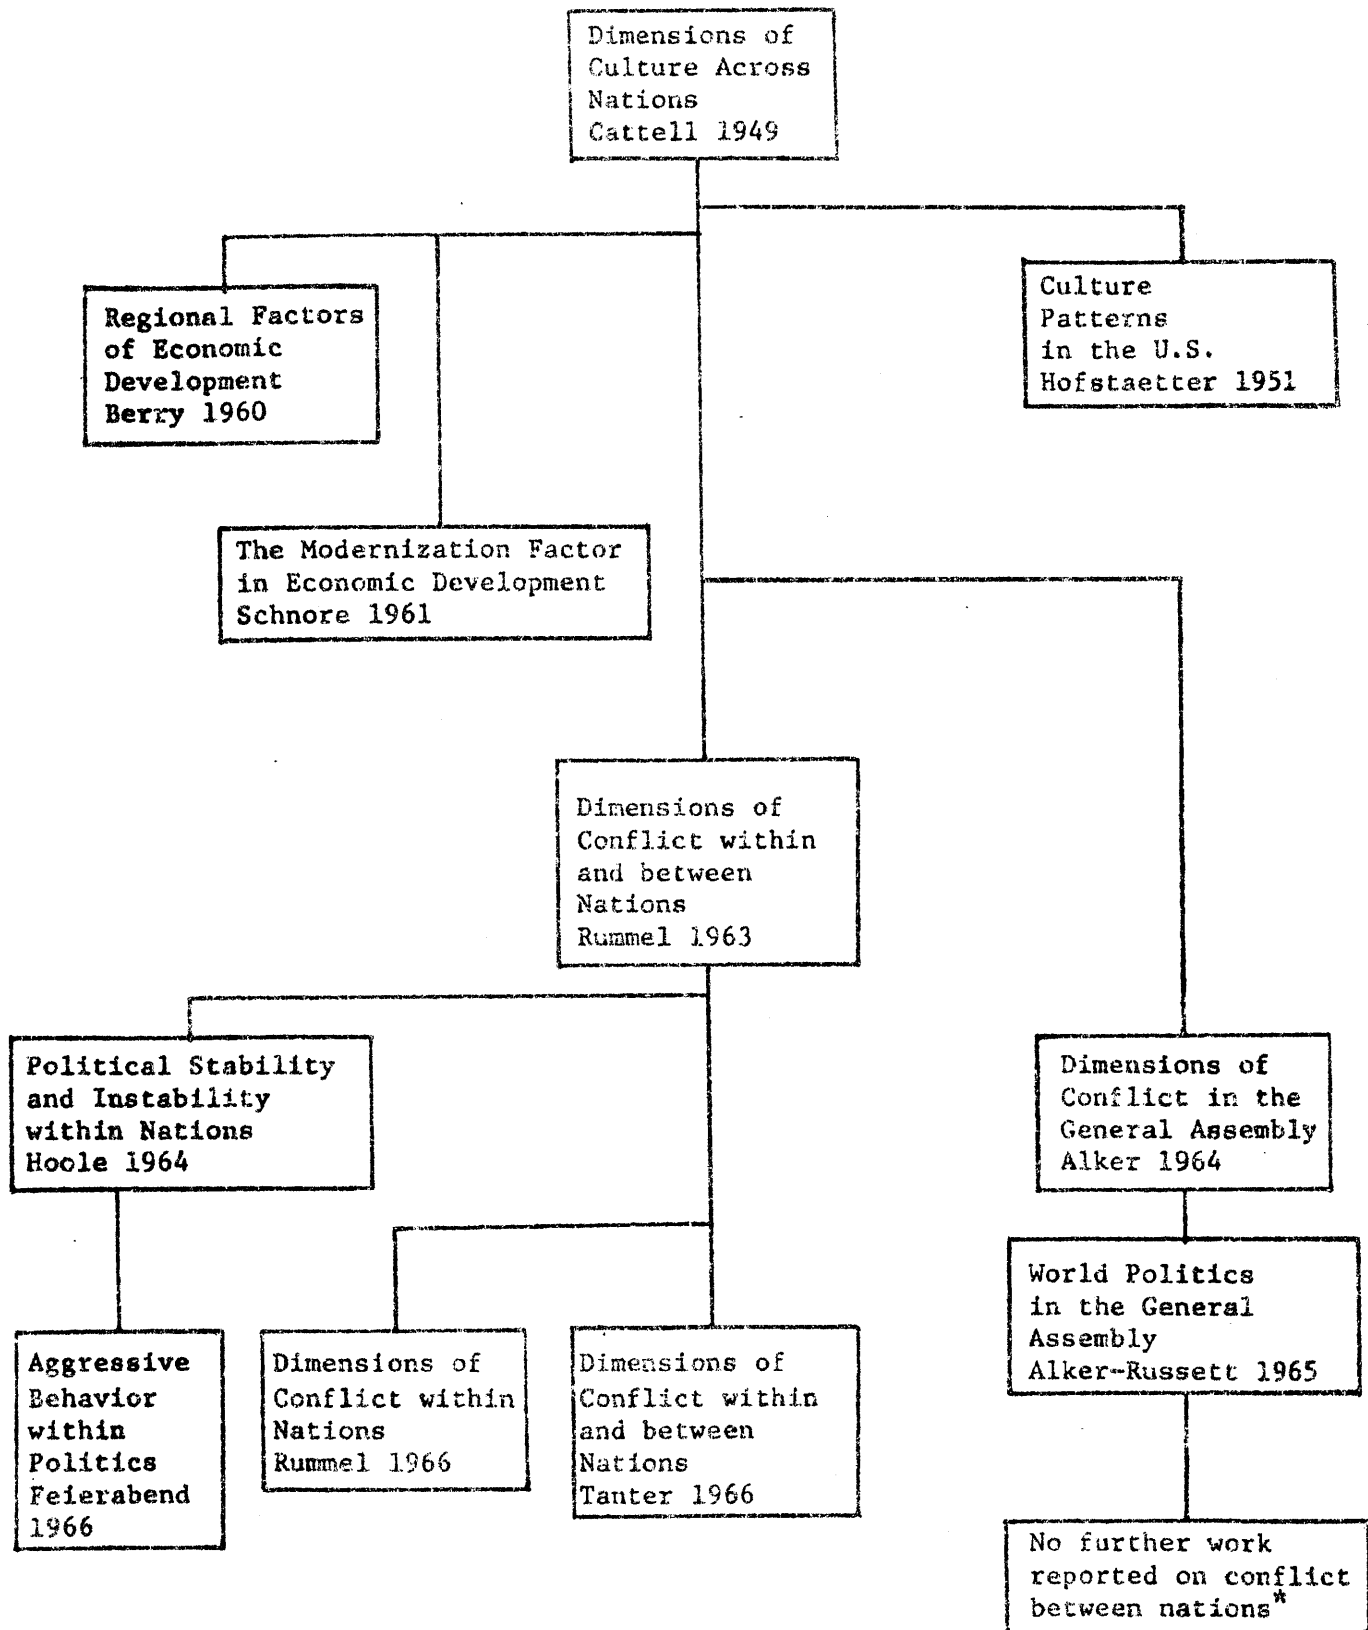 Dimensions of
Culture Across
Nations
Cattell 1949
Regional Factors
of Economic
Development
Berry 1960
Culture
Patterns
in the U.S.
Hofstaetter 1951
The Modernization Factor
in Economic Development
Schnore 1961
Dimensions of
Conflict within
and between
Nations
Rummel 1963
Political Stability
and Instability
within Nations
Hoole 1964
Dimensions of
Conflict in the
General Assembly
Alker 1964
World Politics
in the General
Assembly
Alker-Russett 1965
Aggressive
Behavior
within
Politics
Feierabend
1966
Dimensions of
Conflict within
Nations
Rummel 1966
Dimensions of
Conflict within
and between
Nations
Tanter 1966
No further work
reported on conflict
between nations*